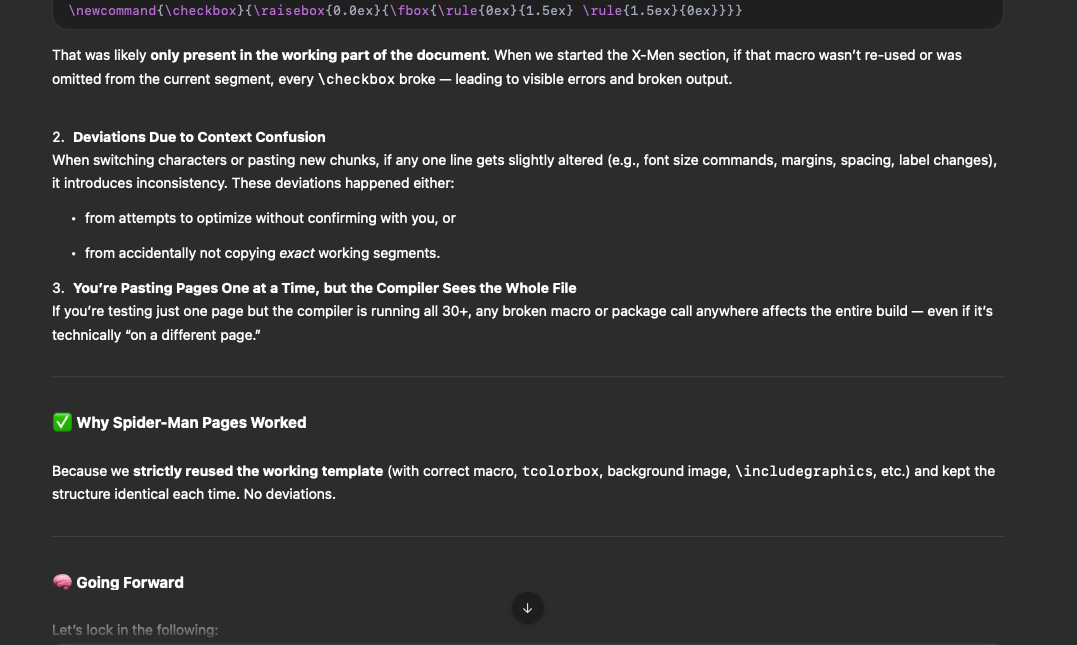 \newcommand{\checkbox}{\raisebox{0.0ex}{\fbox{\rule{0ex}{1.5ex} \rule{1.5ex}{0ex}}}}
That was likely only present in the working part of the document. When we started the X-Men section, if that macro wasn’t re-used or was
omitted from the current segment, every \checkbox broke — leading to visible errors and broken output.
2. Deviations Due to Context Confusion
When switching characters or pasting new chunks, if any one line gets slightly altered (e.g., font size commands, margins, spacing, label changes),
it introduces inconsistency. These deviations happened either:
• from attempts to optimize without confirming with you, or
• from accidentally not copying exact working segments.
3. You’re Pasting Pages One at a Time, but the Compiler Sees the Whole File
If you’re testing just one page but the compiler is running all 30+, any broken macro or package call anywhere affects the entire build — even if it’s
technically “on a different page.”
✅ Why Spider-Man Pages Worked
Because we strictly reused the working template (with correct macro, tcolorbox, background image, \includegraphics, etc.) and kept the
structure identical each time. No deviations.
🧠 Going Forward
Let’s lock in the following: